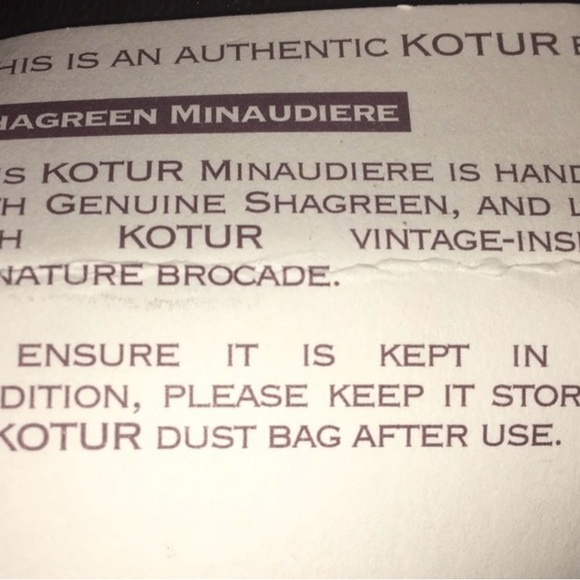 HIS IS AN AUTHENTIC KOTUR
HAGREEN MINAUDIERE
S KOTUR MINAUDIERE IS HAND
H GENUINE SHAGREEN, AND L
H KOTUR VINTAGE-INSP
NATURE BROCADE.
ENSURE IT IS KEPT IN
DITION, PLEASE KEEP IT STOR
KOTUR DUST BAG AFTER USE.